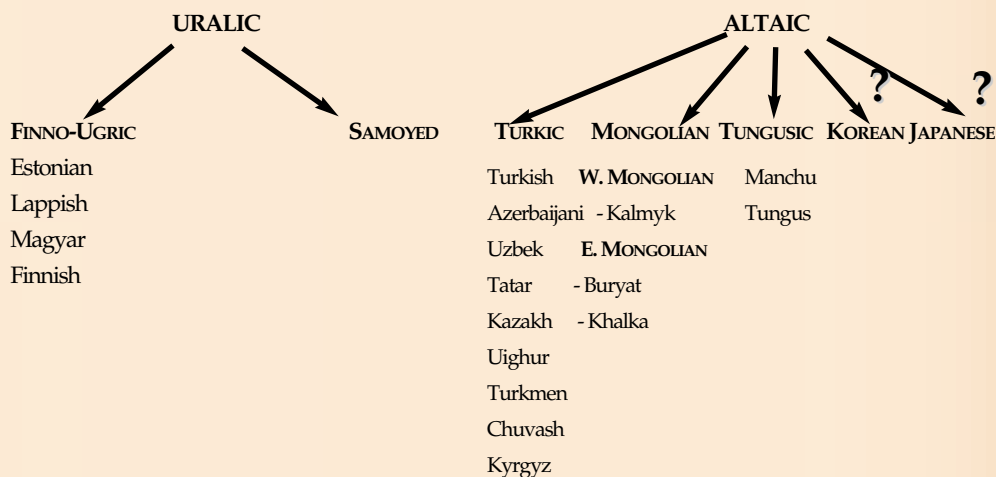 URALIC
ALTAIC
? ?
FINNO-UGRIC
SAMOYED
TURKIC MONGOLIAN TUNGUSIC KOREAN JAPANESE
Estonian
Lappish
Magyar
Finnish
Turkish W. MONGOLIAN Manchu
Azerbaijani - Kalmyk Tungus
Uzbek E. MONGOLIAN
Tatar - Buryat
Kazakh - Khalka
Uighur
Turkmen
Chuvash
Kyrgyz